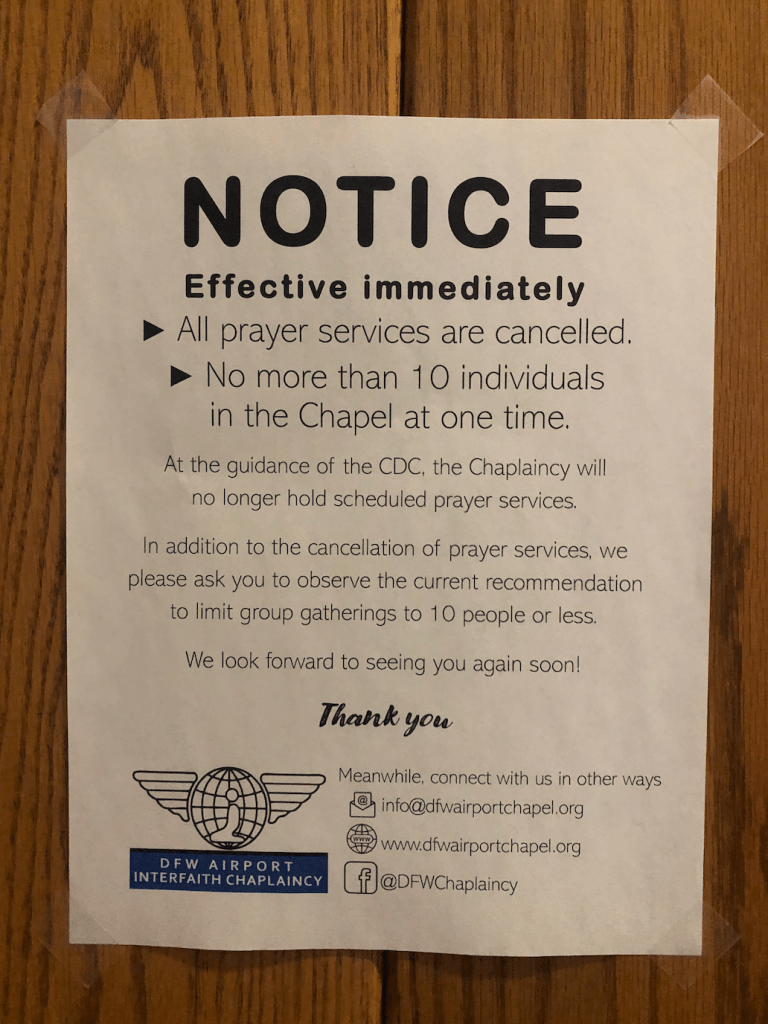 NOTICE
Effective immediately
► All prayer services are cancelled.
► No more than 10 individuals
in the Chapel at one time.
At the guidance of the CDC, the Chaplaincy will
no longer hold scheduled prayer services.
In addition to the cancellation of prayer services, we
please ask you to observe the current recommendation
to limit group gatherings to 10 people or less.
We look forward to seeing you again soon!
Thank you
DFW AIRPORT
INTERFAITH CHAPLAINCY
Meanwhile, connect with us in other ways
@ info@dfwairportchapel.org
www www.dfwairportchapel.org
f @DFWChaplaincy